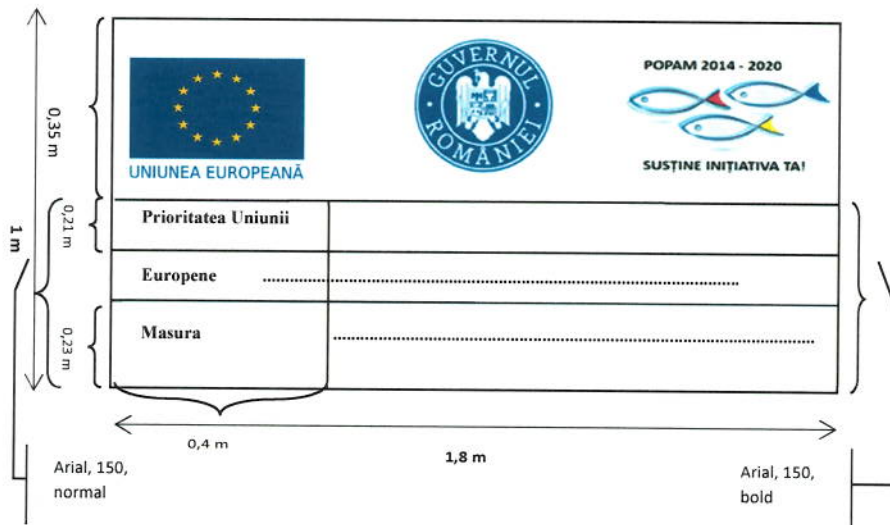 POPAM 2014 - 2020
GUVERNUL ROMÂNIEI
UNIUNEA EUROPEANĂ
SUSȚINE INIȚIATIVA TA!
0,35 m
1 m
0,21 m
Prioritatea Uniunii
Europene ................................................................
Masura ................................................................
0,23 m
0,4 m
1,8 m
Arial, 150,
normal
Arial, 150,
bold